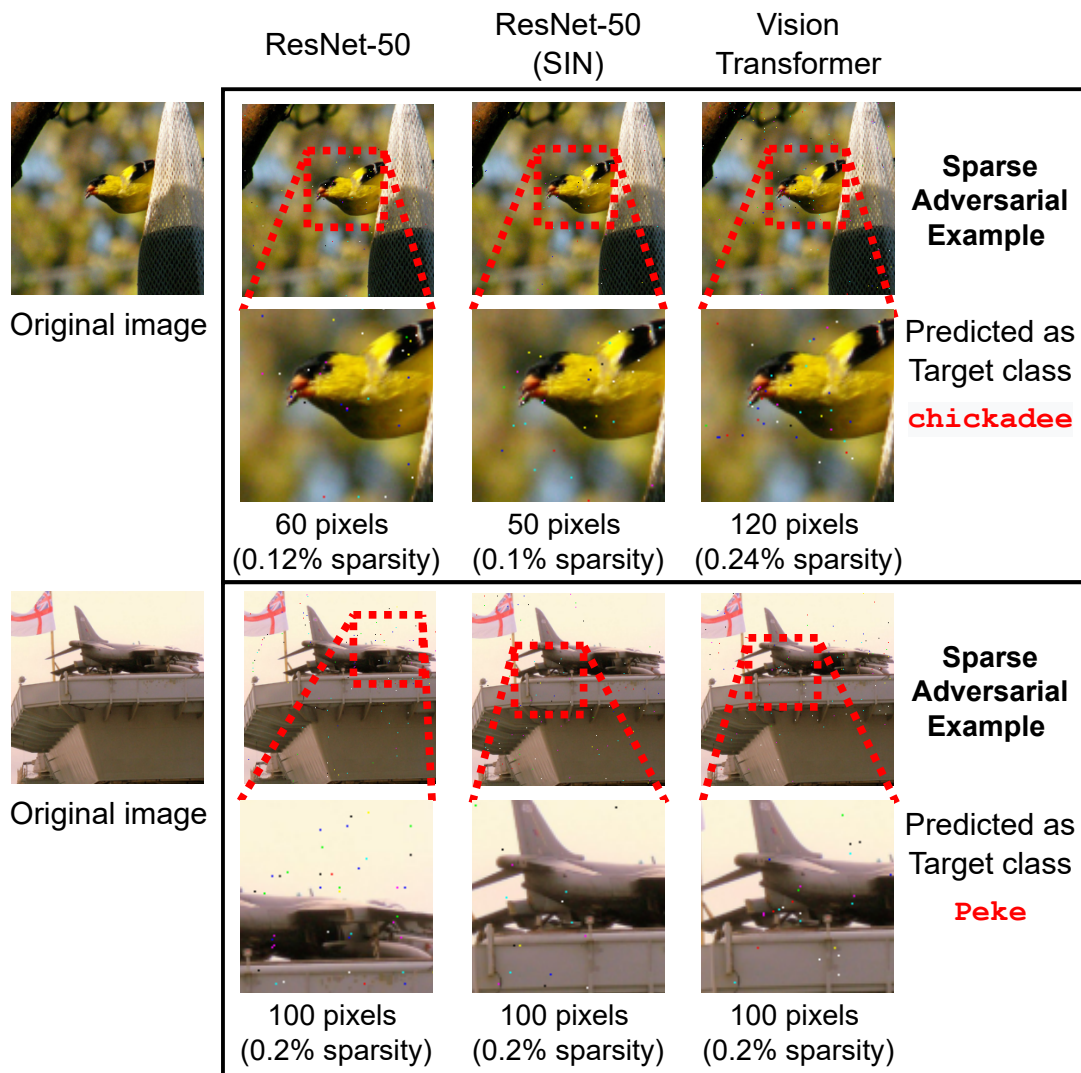 ResNet-50
ResNet-50
(SIN)
Vision
Transformer
Original image
Sparse
Adversarial
Example
Predicted as
Target class
chickadee
60 pixels
(0.12% sparsity)
50 pixels
(0.1% sparsity)
120 pixels
(0.24% sparsity)
Original image
Sparse
Adversarial
Example
Predicted as
Target class
Peke
100 pixels
(0.2% sparsity)
100 pixels
(0.2% sparsity)
100 pixels
(0.2% sparsity)